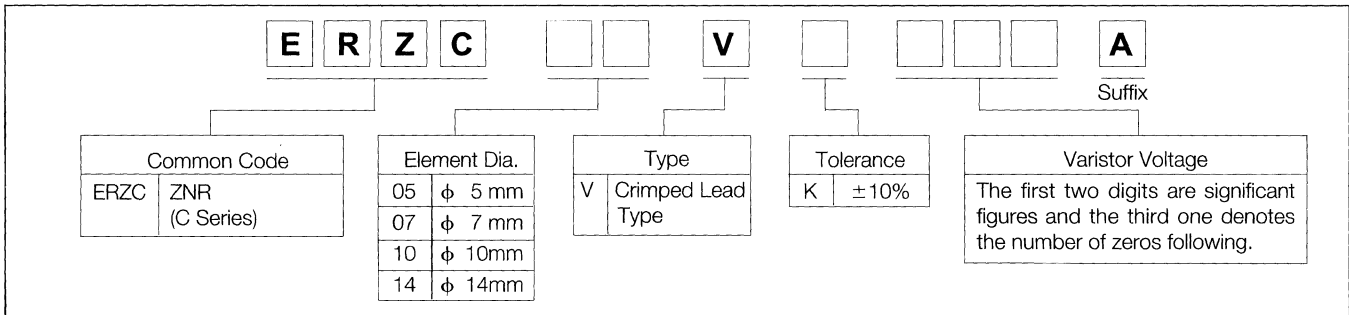 E R Z C V A
Suffix
Common Code
ERZC ZNR
(C Series)
Element Dia.
05 ϕ 5 mm
07 ϕ 7 mm
10 ϕ 10mm
14 ϕ 14mm
Type
V Crimped Lead
Type
Tolerance
K ±10%
Varistor Voltage
The first two digits are significant
figures and the third one denotes
the number of zeros following.